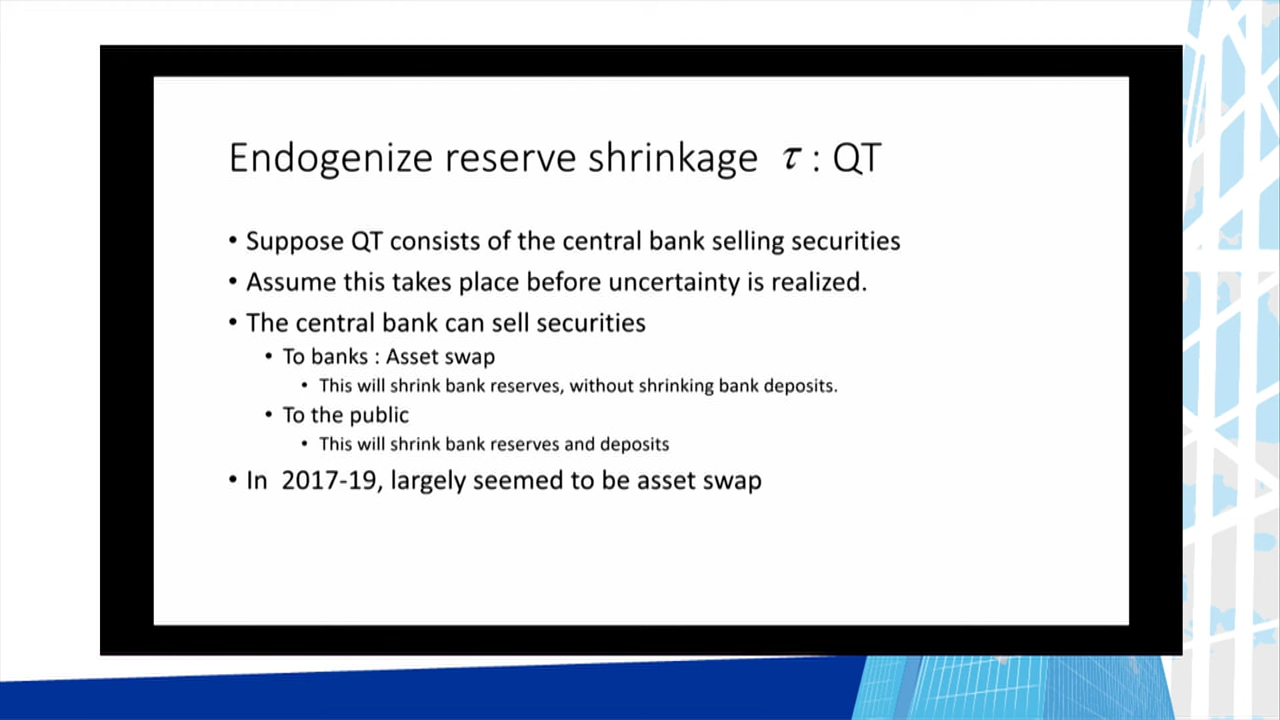 Endogenize reserve shrinkage τ : QT
• Suppose QT consists of the central bank selling securities
• Assume this takes place before uncertainty is realized.
• The central bank can sell securities
• To banks : Asset swap
• This will shrink bank reserves, without shrinking bank deposits.
• To the public
• This will shrink bank reserves and deposits
• In 2017-19, largely seemed to be asset swap